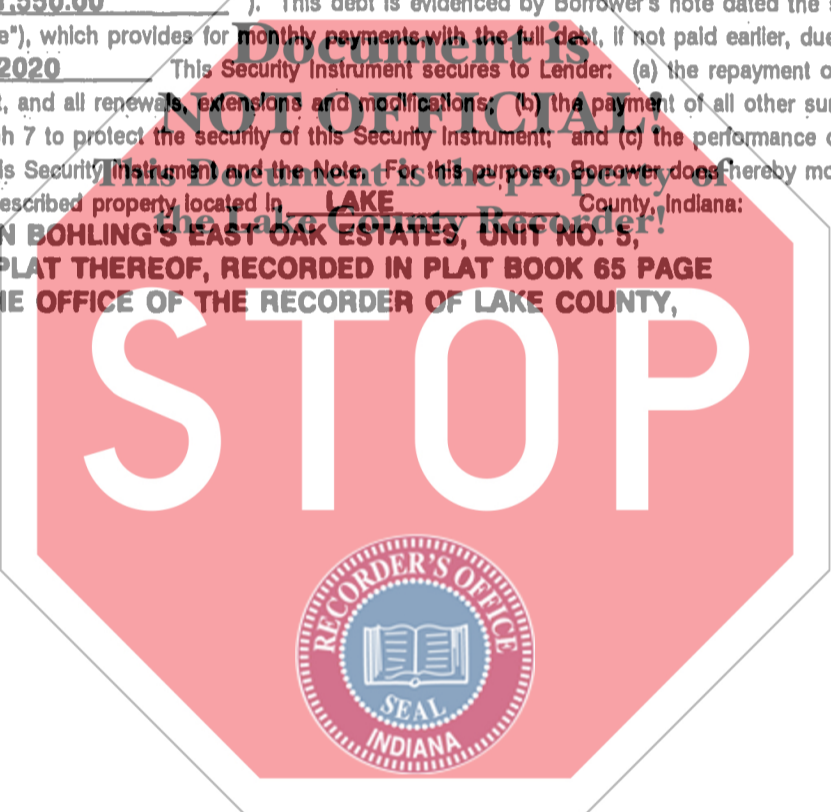 ,550.00 ). This debt is evidenced by Borrower's note dated the s
e"), which provides for monthly payments, with the full debt, if not paid earlier, due
Document is
2020 This Security Instrument secures to Lender: (a) the repayment o
, and all renewals, extensions and modifications; (b) the payment of all other su
NOT OFFICIAL!
h 7 to protect the security of this Security Instrument; and (c) the performance o
is Security Instrument and the Note. For this purpose, Borrower does hereby mo
This Document is the property of
escribed property located in LAKE County, Indiana:
the Lake County Recorder!
N BOHLING'S EAST OAK ESTATES, UNIT NO. 5,
PLAT THEREOF, RECORDED IN PLAT BOOK 65 PAGE
HE OFFICE OF THE RECORDER OF LAKE COUNTY,
STOP
RECORDER'S OFFICE
SEAL
INDIANA